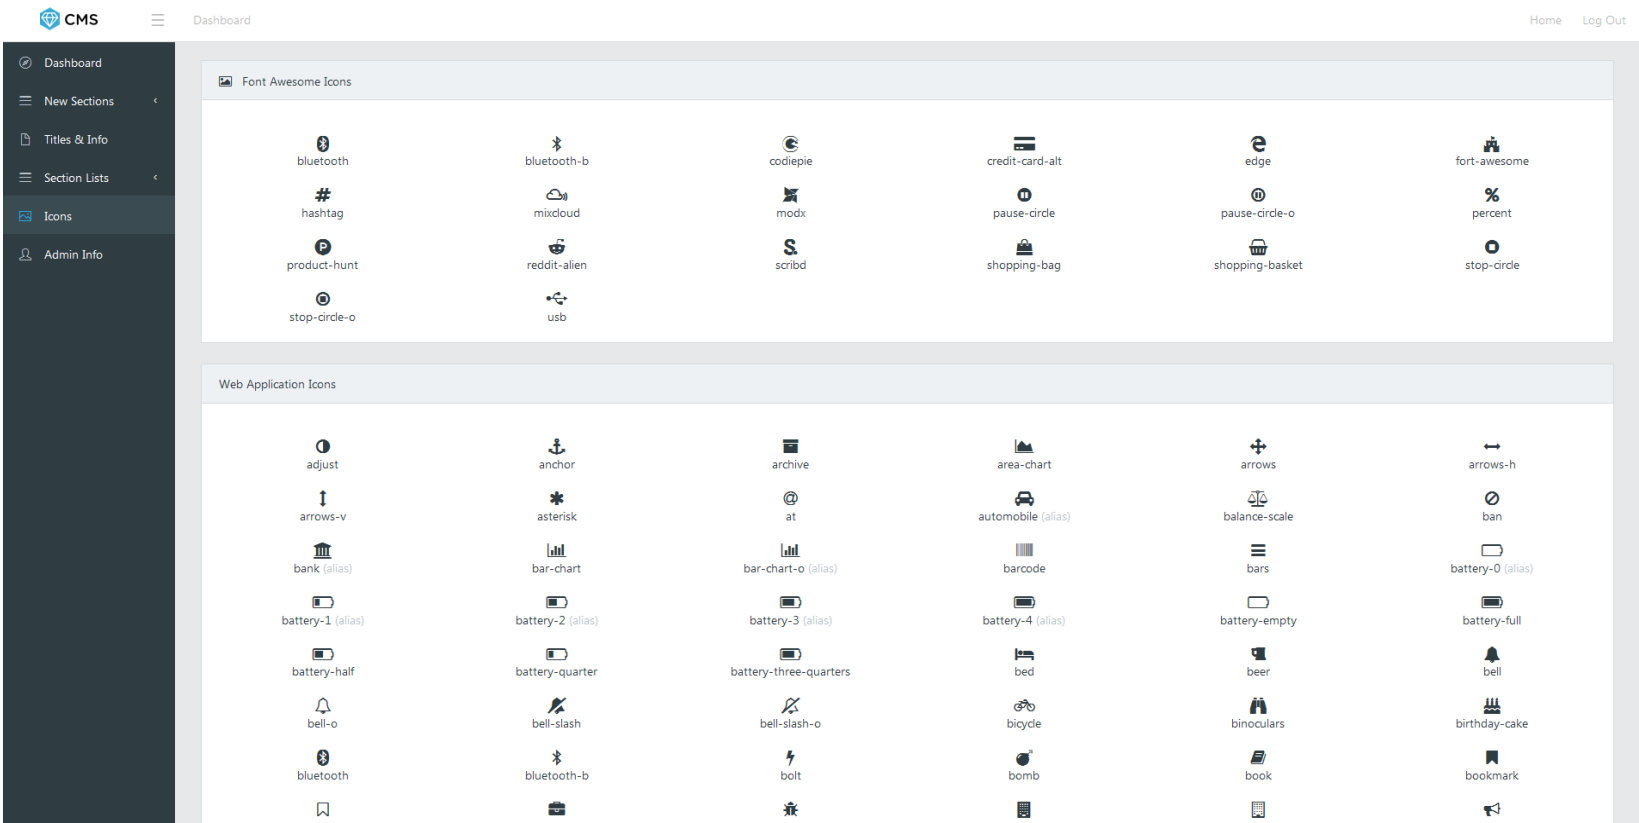 CMS
Dashboard
Home
Log Out
Dashboard
New Sections
Titles & Info
Section Lists
Icons
Admin Info
Font Awesome Icons
bluetooth bluetooth-b codiepie credit-card-alt edge fort-awesome
hashtag mixcloud modx pause-circle pause-circle-o percent
product-hunt reddit-alien scribd shopping-bag shopping-basket stop-circle
stop-circle-o usb
Web Application Icons
adjust anchor archive area-chart arrows arrows-h
arrows-v asterisk at automobile (alias) balance-scale ban
bank (alias) bar-chart bar-chart-o (alias) barcode bars battery-0 (alias)
battery-1 (alias) battery-2 (alias) battery-3 (alias) battery-4 (alias) battery-empty battery-full
battery-half battery-quarter battery-three-quarters bed beer bell
bell-o bell-slash bell-slash-o bicycle binoculars birthday-cake
bluetooth bluetooth-b bolt bomb book bookmark